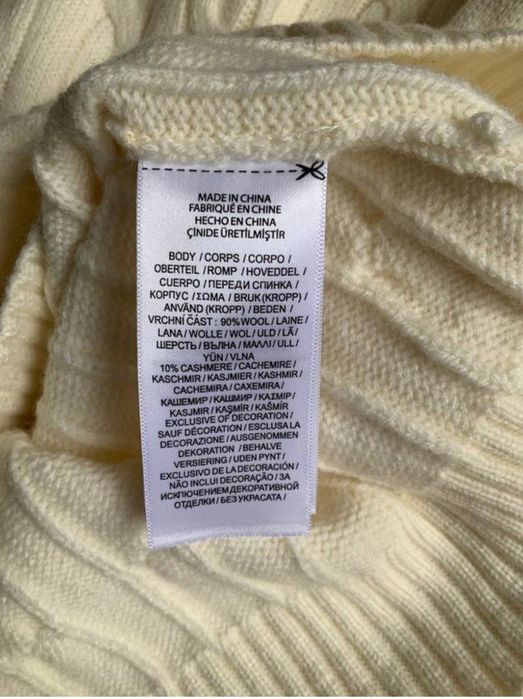 MADE IN CHINA
FABRIQUÉ EN CHINE
HECHO EN CHINA
ÇİNIDE ÜRETİLMİŞTİR
BODY / CORPS / CORPO /
OBERTEIL / ROMP / HOVEDDEL /
CUERPO / ПЕРЕД И СПИНКА /
КОРПУС / ΣΩΜΑ / BRUK (KROPP) /
ANVÄND (KROPP) / BEDEN /
VRCHNÍ ČÁST : 90% WOOL / LAINE /
LANA / WOLLE / WOL / ULD / LÃ /
ШЕРСТЬ / ВЪЛНА / ΜΑΛΛΙ / ULL /
YÜN / VLNA
10% CASHMERE / CACHEMIRE /
KASCHMIR / KASJMIER / KASHMIR /
CACHEMIRA / CAXEMIRA /
КАШЕМИР / КАШМИР / ΚΑΣΜΙΡ /
KASJMIR / KAŞMİR / KAŠMÍR
EXCLUSIVE OF DECORATION /
SAUF DÉCORATION / ESCLUSA LA
DECORAZIONE / AUSGENOMMEN
DEKORATION / BEHALVE
VERSIERING / UDEN PYNT /
EXCLUSIVO DE LA DECORACIÓN /
NÃO INCLUI DECORAÇÃO / ЗА
ИСКЛЮЧЕНИЕМ ДЕКОРАТИВНОЙ
ОТДЕЛКИ / БЕЗ УКРАСАТА /